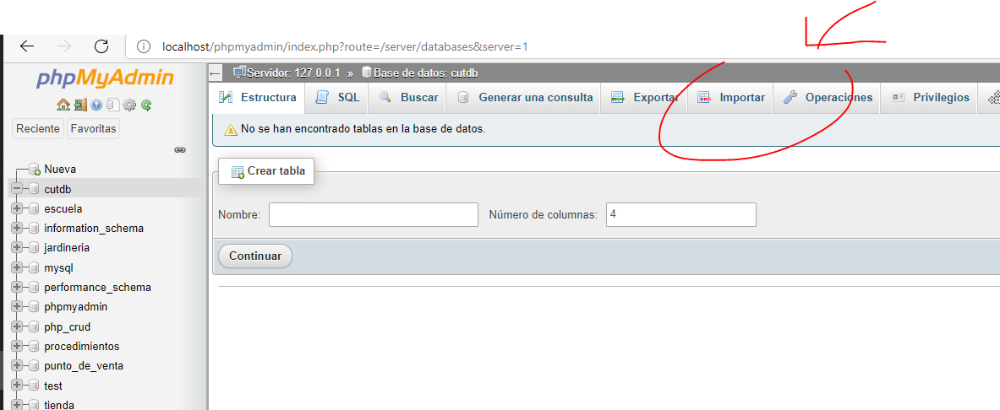 localhost/phpmyadmin/index.php?route=/server/databases&server=1
phpMyAdmin
Reciente Favoritas
Nueva
cutdb
escuela
information_schema
jardineria
mysql
performance_schema
phpmyadmin
php_crud
procedimientos
punto_de_venta
test
tienda
Servidor: 127.0.0.1 » Base de datos: cutdb
Estructura SQL Buscar Generar una consulta Exportar Importar Operaciones Privilegios
No se han encontrado tablas en la base de datos.
Crear tabla
Nombre: Número de columnas: 4
Continuar